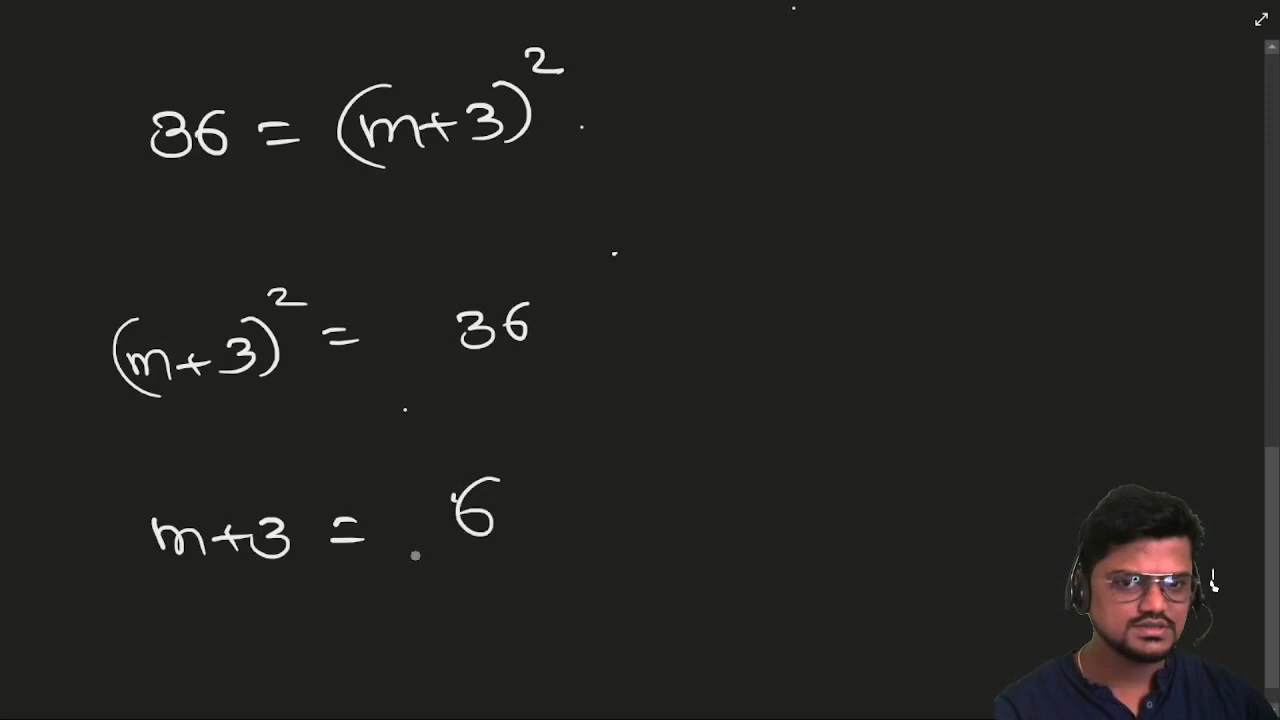 36 = (m+3)²
(m+3)² = 36
m+3 = 6